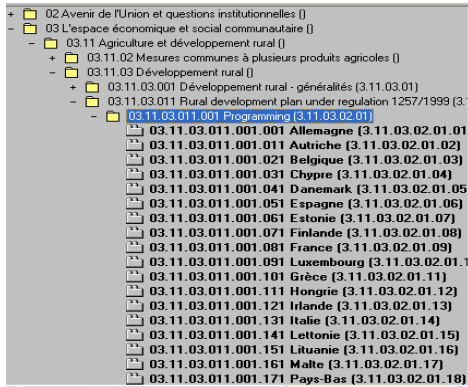 + 02 Avenir de l'Union et questions institutionnelles ()
- 03 L'espace économique et social communautaire ()
- 03.11 Agriculture et développement rural ()
+ 03.11.02 Mesures communes à plusieurs produits agricoles ()
- 03.11.03 Développement rural ()
+ 03.11.03.001 Développement rural - généralités (3.11.03.01)
- 03.11.03.011 Rural development plan under regulation 1257/1999 (3.
- 03.11.03.011.001 Programming (3.11.03.02.01)
03.11.03.011.001.001 Allemagne (3.11.03.02.01.01
03.11.03.011.001.011 Autriche (3.11.03.02.01.02)
03.11.03.011.001.021 Belgique (3.11.03.02.01.03)
03.11.03.011.001.031 Chypre (3.11.03.02.01.04)
03.11.03.011.001.041 Danemark (3.11.03.02.01.05
03.11.03.011.001.051 Espagne (3.11.03.02.01.06)
03.11.03.011.001.061 Estonie (3.11.03.02.01.07)
03.11.03.011.001.071 Finlande (3.11.03.02.01.08)
03.11.03.011.001.081 France (3.11.03.02.01.09)
03.11.03.011.001.091 Luxembourg (3.11.03.02.01.1
03.11.03.011.001.101 Grèce (3.11.03.02.01.11)
03.11.03.011.001.111 Hongrie (3.11.03.02.01.12)
03.11.03.011.001.121 Irlande (3.11.03.02.01.13)
03.11.03.011.001.131 Italie (3.11.03.02.01.14)
03.11.03.011.001.141 Lettonie (3.11.03.02.01.15)
03.11.03.011.001.151 Lituanie (3.11.03.02.01.16)
03.11.03.011.001.161 Malte (3.11.03.02.01.17)
03.11.03.011.001.171 Pays-Bas (3.11.03.02.01.18)